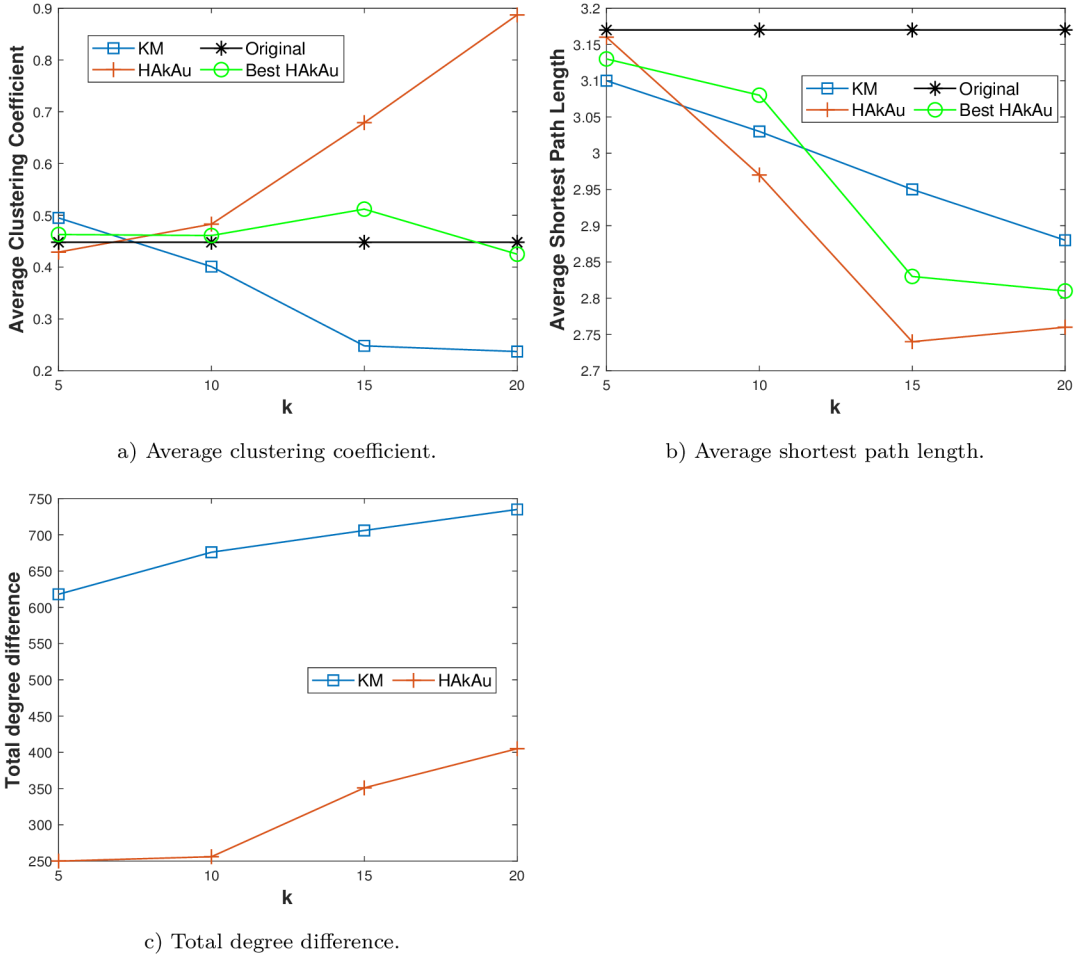 Average Clustering Coefficient
0.9
0.8
0.7
0.6
0.5
0.4
0.3
0.2
KM
Original
HAkAu
Best HAkAu
5
10
15
20
k
a) Average clustering coefficient.
Average Shortest Path Length
3.2
3.15
3.1
3.05
3
2.95
2.9
2.85
2.8
2.75
2.7
KM
Original
HAkAu
Best HAkAu
5
10
15
20
k
b) Average shortest path length.
Total degree difference
750
700
650
600
550
500
450
400
350
300
250
KM
HAkAu
5
10
15
20
k
c) Total degree difference.